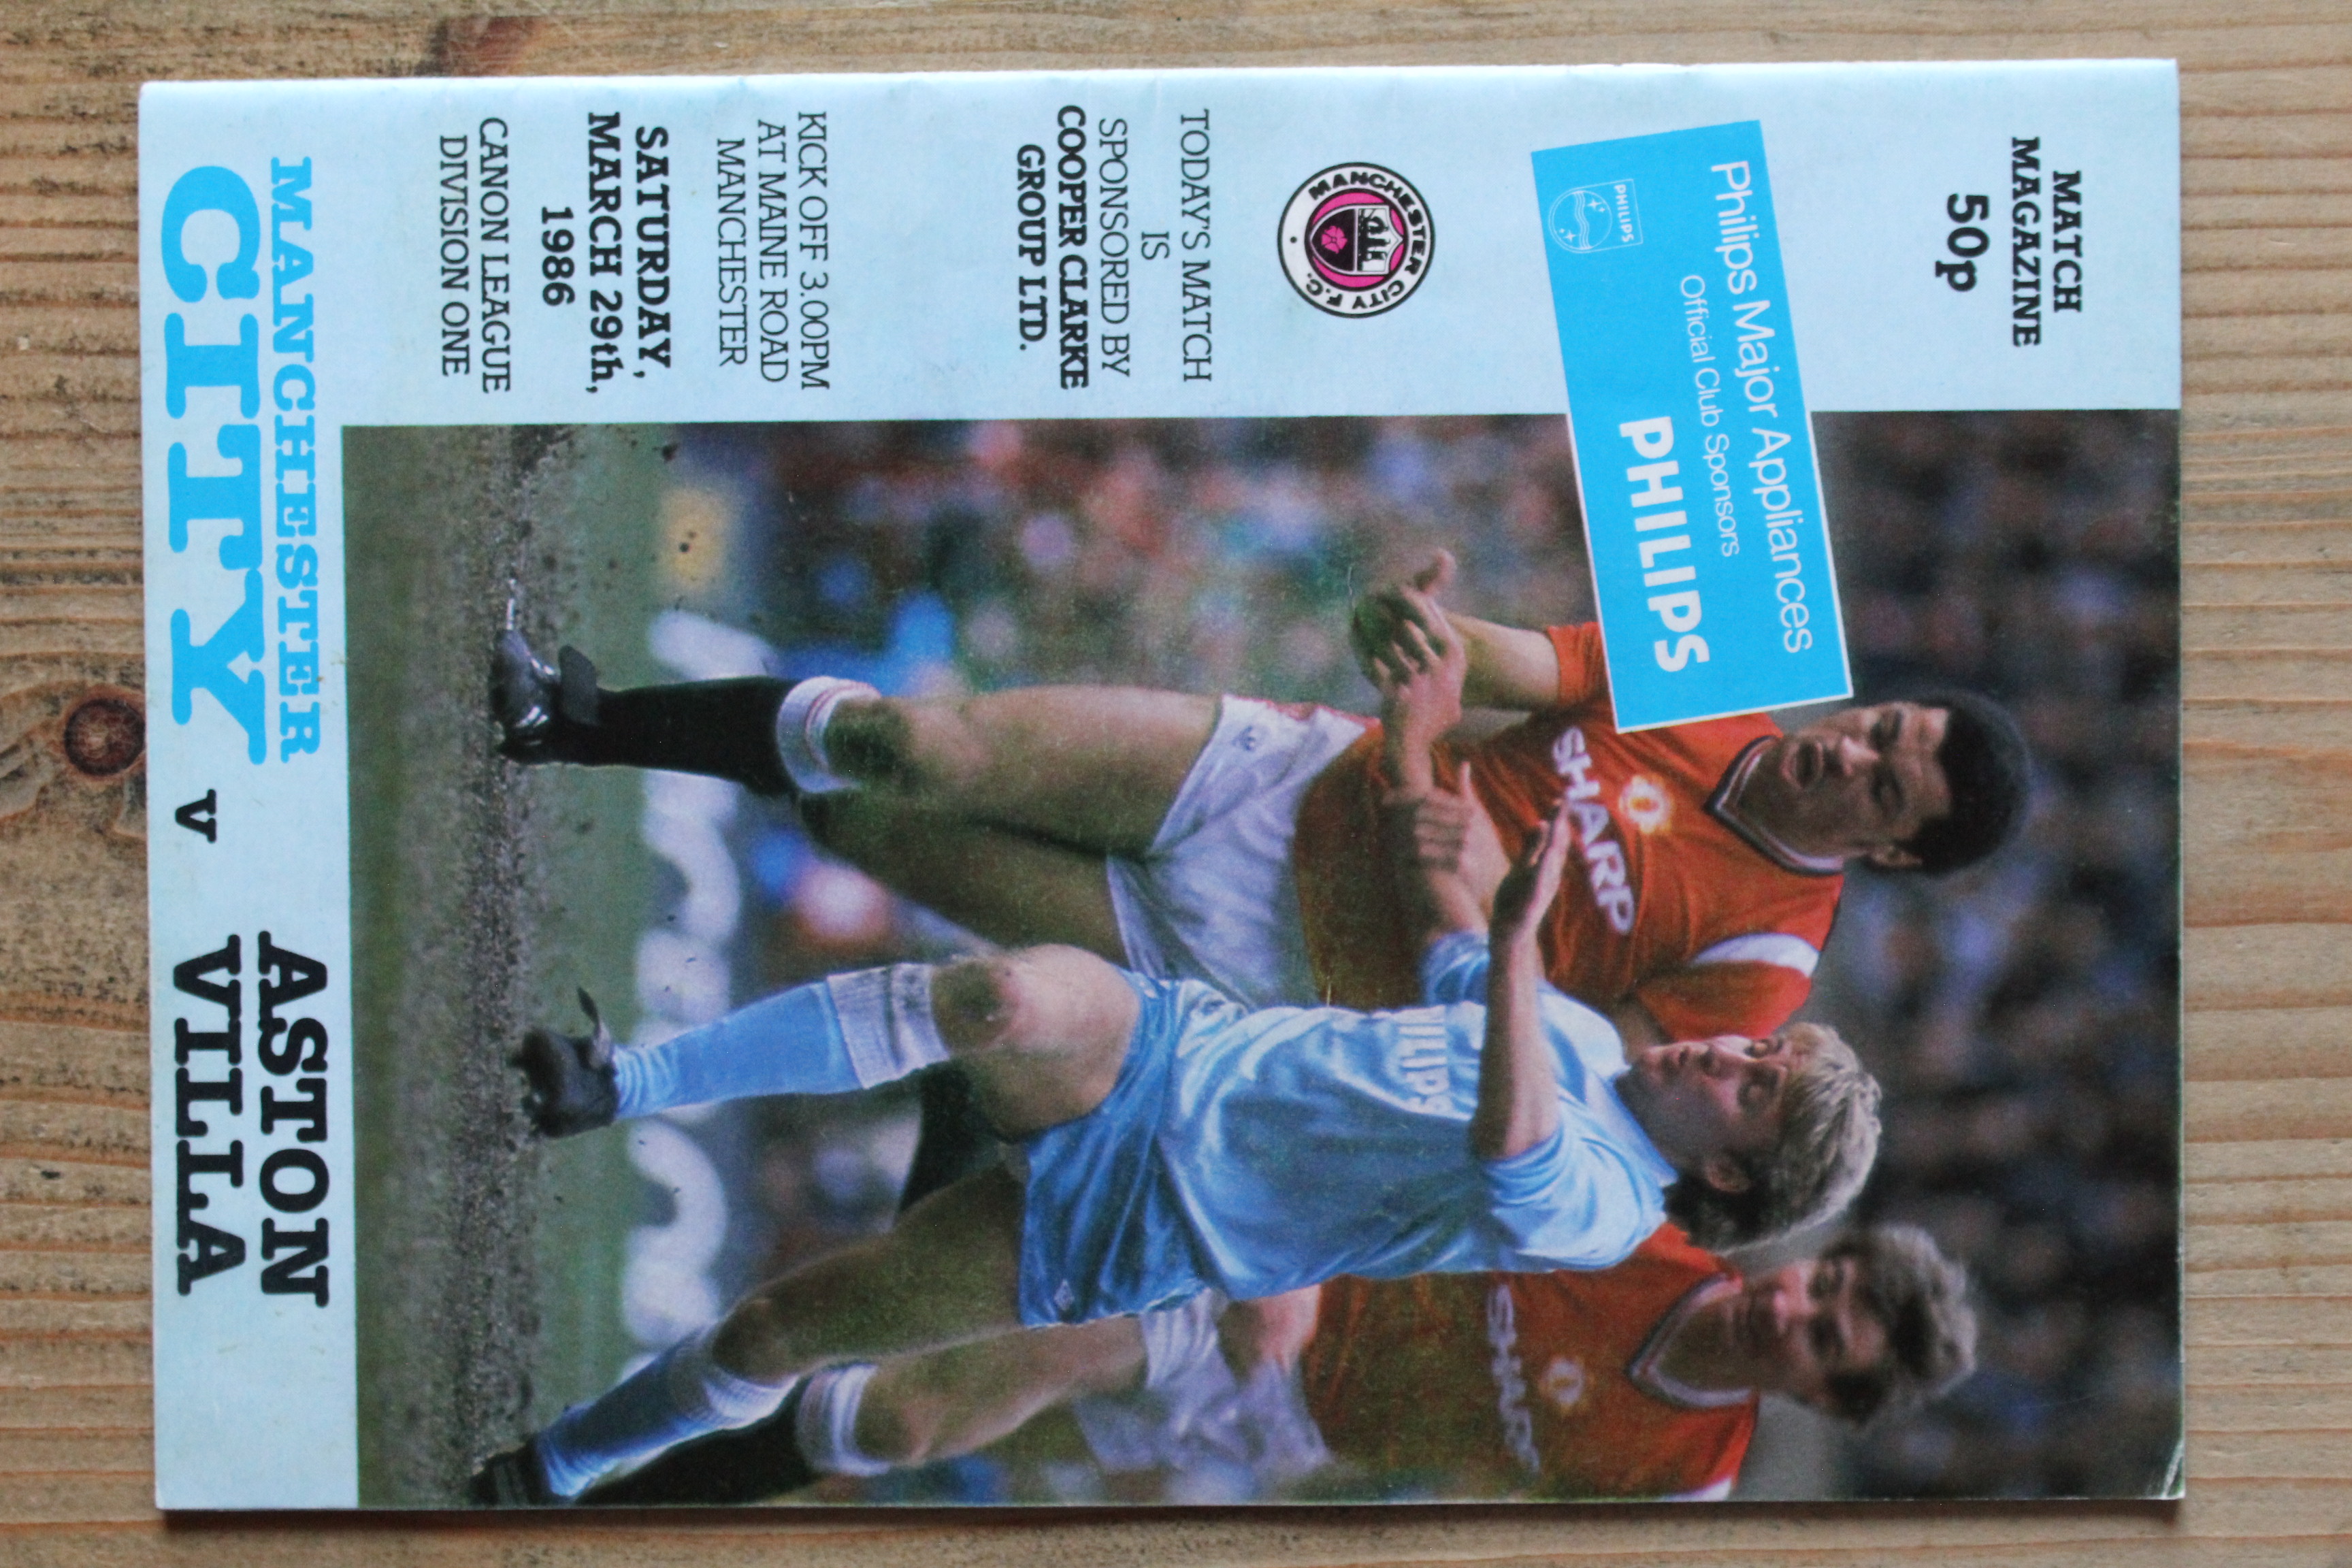 MATCH
MAGAZINE
50p
Philips Major Appliances
Official Club Sponsors
PHILIPS
PHILIPS
MANCHESTER CITY F.C.
TODAY'S MATCH
IS
SPONSORED BY
COOPER CLARKE
GROUP LTD.
KICK OFF 3.00PM
AT MAINE ROAD
MANCHESTER
SATURDAY,
MARCH 29th,
1986
CANON LEAGUE
DIVISION ONE
SHARP
HILIPS
SHARP
MANCHESTER
CITY v
ASTON
VILLA